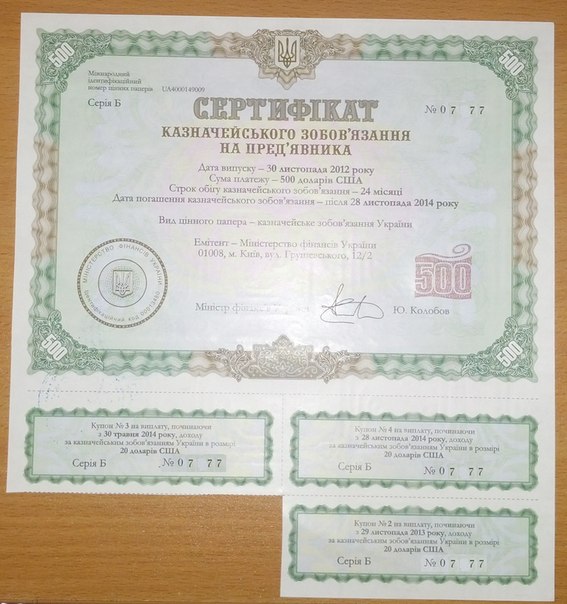 500
500
Міжнародний
ідентифікаційний
номер цінних паперів UA4000149009
Серія Б
№ 07 77
СЕРТИФІКАТ
КАЗНАЧЕЙСЬКОГО ЗОБОВ'ЯЗАННЯ
НА ПРЕД'ЯВНИКА
Дата випуску – 30 листопада 2012 року
Сума платежу – 500 доларів США
Строк обігу казначейського зобов'язання – 24 місяці
Дата погашення казначейського зобов'язання – після 28 листопада 2014 року
Вид цінного папера – казначейське зобов'язання України
Емітент – Міністерство фінансів України
01008, м. Київ, вул. Грушевського, 12/2
МІНІСТЕРСТВО ФІНАНСІВ УКРАЇНИ
500
Міністр Ю. Колобов
500
500
Купон № 3 на виплату, починаючи
з 30 травня 2014 року, доходу
за казначейським зобов'язанням України в розмірі
20 доларів США
Серія Б № 07 77
Купон № 4 на виплату, починаючи
з 28 листопада 2014 року, доходу
за казначейським зобов'язанням України в розмірі
20 доларів США
Серія Б № 07 77
Купон № 2 на виплату, починаючи
з 29 листопада 2013 року, доходу
за казначейським зобов'язанням України в розмірі
20 доларів США
Серія Б № 07 77